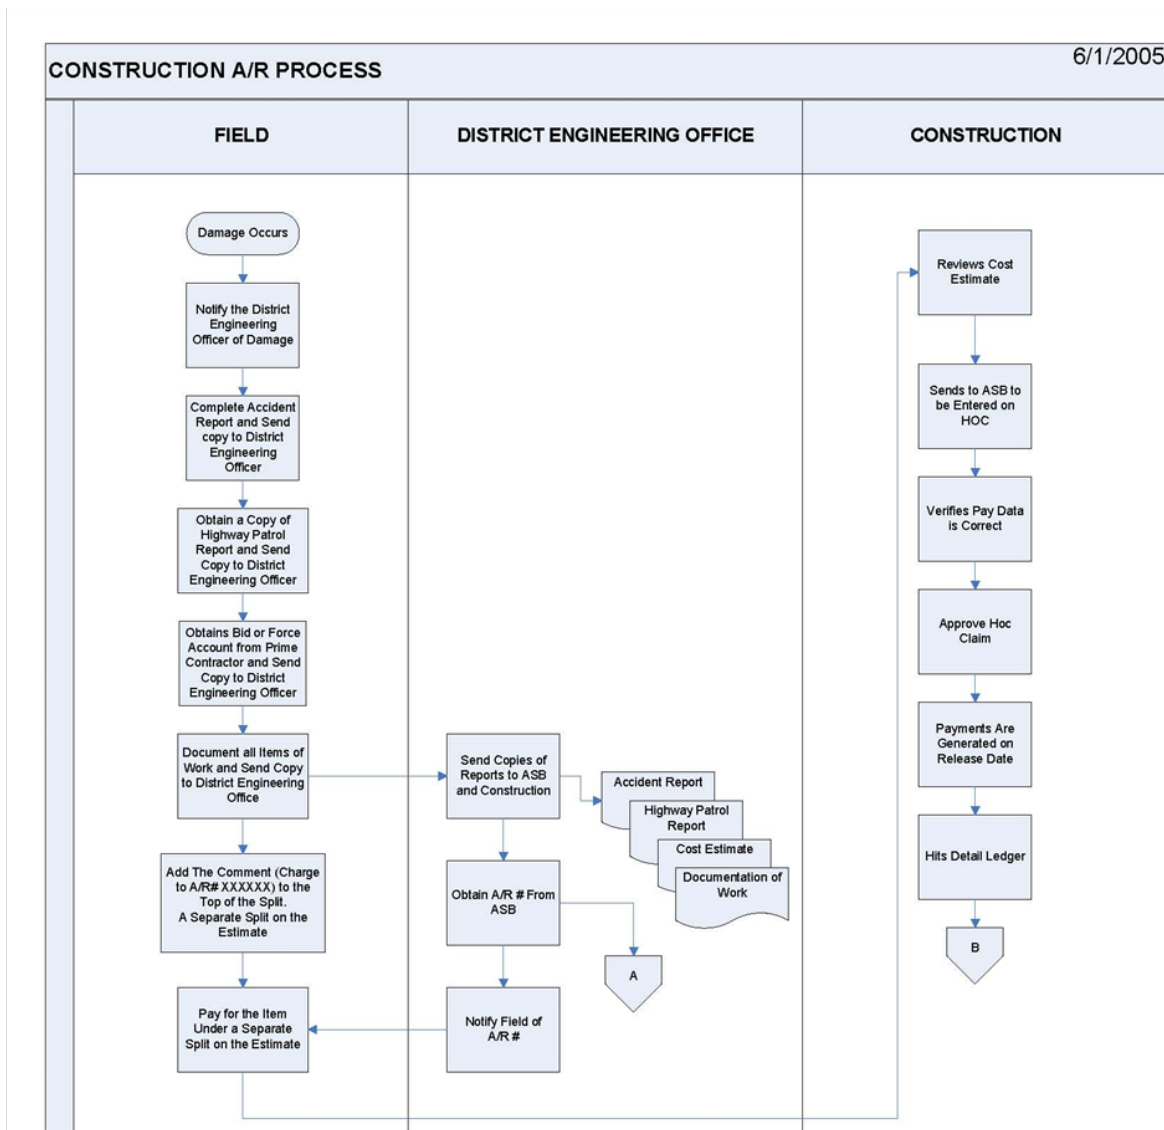 6/1/2005
CONSTRUCTION A/R PROCESS
FIELD
DISTRICT ENGINEERING OFFICE
CONSTRUCTION
Damage Occurs
Notify the District
Engineering
Officer of Damage
Complete Accident
Report and Send
copy to District
Engineering
Officer
Obtain a Copy of
Highway Patrol
Report and Send
Copy to District
Engineering Officer
Obtains Bid or Force
Account from Prime
Contractor and Send
Copy to District
Engineering Officer
Document all Items of
Work and Send Copy
to District Engineering
Office
Add The Comment (Charge
to A/R# XXXXXX) to the
Top of the Split.
A Separate Split on the
Estimate
Pay for the Item
Under a Separate
Split on the Estimate
Send Copies of
Reports to ASB
and Construction
Accident Report
Highway Patrol
Report
Cost Estimate
Documentation of
Work
Obtain A/R # From
ASB
A
Notify Field of
A/R #
Reviews Cost
Estimate
Sends to ASB to
be Entered on
HOC
Verifies Pay Data
is Correct
Approve Hoc
Claim
Payments Are
Generated on
Release Date
Hits Detail Ledger
B